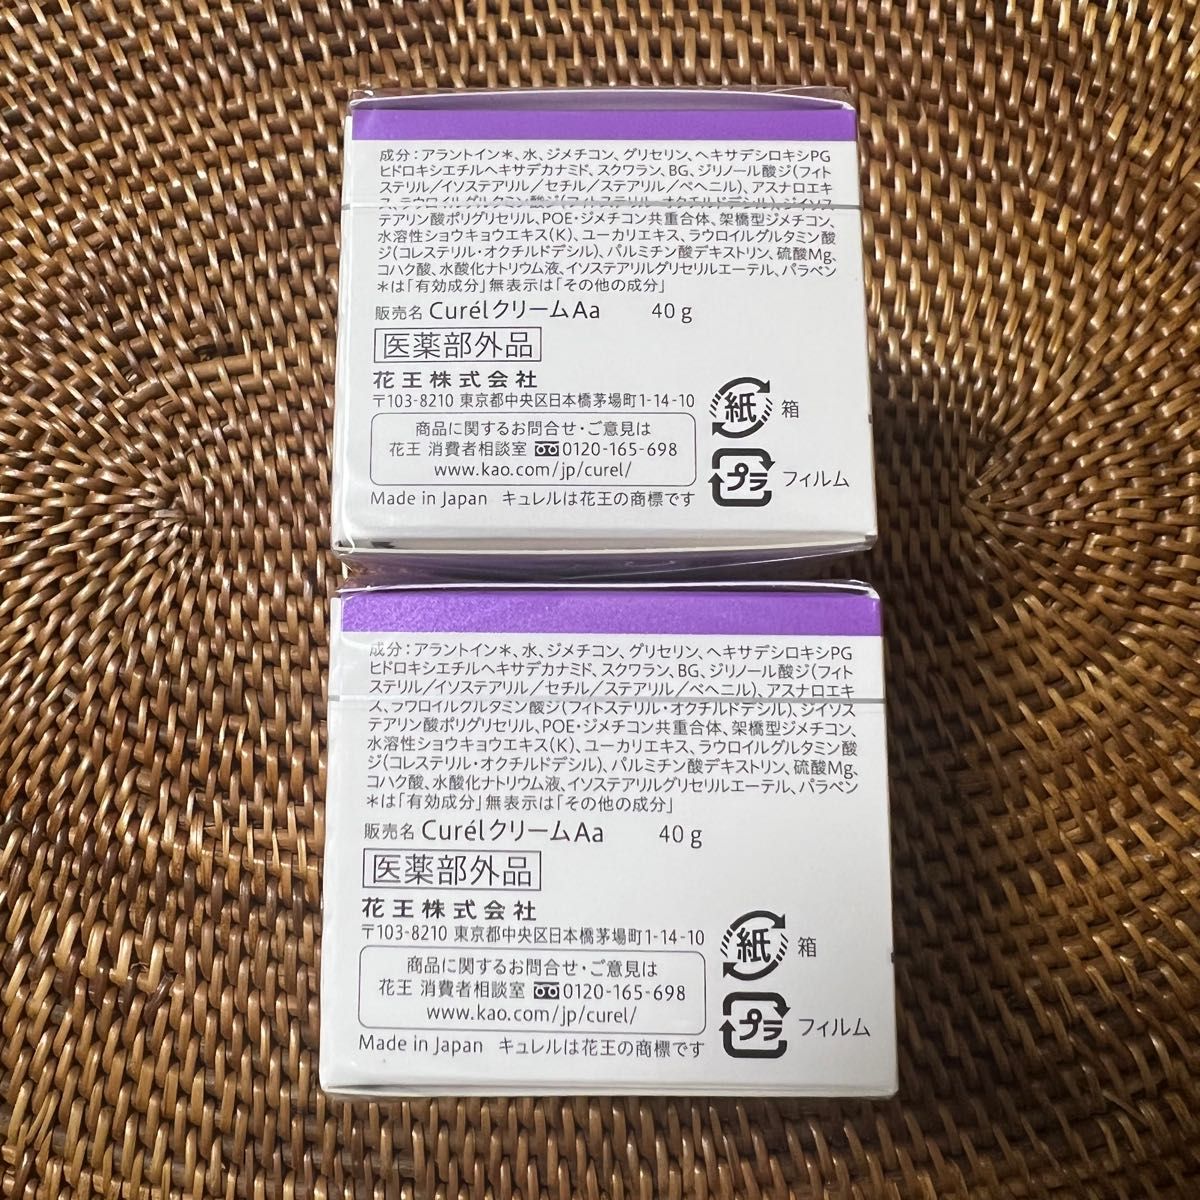 成分：アラントイン＊、水、ジメチコン、グリセリン、ヘキサデシロキシPG
ヒドロキシエチルヘキサデカナミド、スクワラン、BG、ジリノール酸ジ(フィト
ステリル/イソステアリル/セチル/ステアリル/ベヘニル)、アスナロエキ
ス、ラウロイルグルタミン酸ジ(フィトステリル・オクチルドデシル)、ジイソス
テアリン酸ポリグリセリル、POE・ジメチコン共重合体、架橋型ジメチコン、
水溶性ショウキョウエキス(K)、ユーカリエキス、ラウロイルグルタミン酸
ジ(コレステリル・オクチルドデシル)、パルミチン酸デキストリン、硫酸Mg、
コハク酸、水酸化ナトリウム液、イソステアリルグリセリルエーテル、パラベン
＊は「有効成分」無表示は「その他の成分」
販売名 CurélクリームAa 40g
医薬部外品
花王株式会社
〒103-8210 東京都中央区日本橋茅場町1-14-10
商品に関するお問合せ・ご意見は
花王 消費者相談室 0120-165-698
www.kao.com/jp/curel/
Made in Japan キュレルは花王の商標です
紙 箱
プラ フィルム
成分：アラントイン＊、水、ジメチコン、グリセリン、ヘキサデシロキシPG
ヒドロキシエチルヘキサデカナミド、スクワラン、BG、ジリノール酸ジ(フィト
ステリル/イソステアリル/セチル/ステアリル/ベヘニル)、アスナロエキ
ス、ラウロイルグルタミン酸ジ(フィトステリル・オクチルドデシル)、ジイソス
テアリン酸ポリグリセリル、POE・ジメチコン共重合体、架橋型ジメチコン、
水溶性ショウキョウエキス(K)、ユーカリエキス、ラウロイルグルタミン酸
ジ(コレステリル・オクチルドデシル)、パルミチン酸デキストリン、硫酸Mg、
コハク酸、水酸化ナトリウム液、イソステアリルグリセリルエーテル、パラベン
＊は「有効成分」無表示は「その他の成分」
販売名 CurélクリームAa 40g
医薬部外品
花王株式会社
〒103-8210 東京都中央区日本橋茅場町1-14-10
商品に関するお問合せ・ご意見は
花王 消費者相談室 0120-165-698
www.kao.com/jp/curel/
Made in Japan キュレルは花王の商標です
紙 箱
プラ フィルム